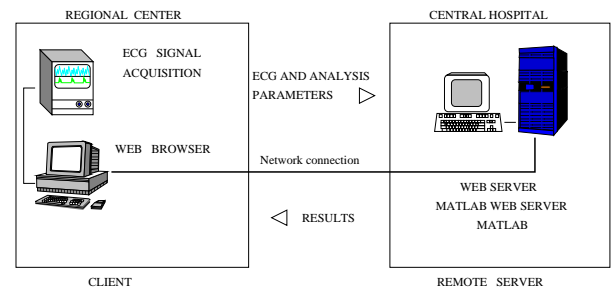 REGIONAL CENTER
CENTRAL HOSPITAL
ECG SIGNAL
ACQUISITION
ECG AND ANALYSIS
PARAMETERS
WEB BROWSER
Network connection
WEB SERVER
MATLAB WEB SERVER
MATLAB
RESULTS
CLIENT
REMOTE SERVER